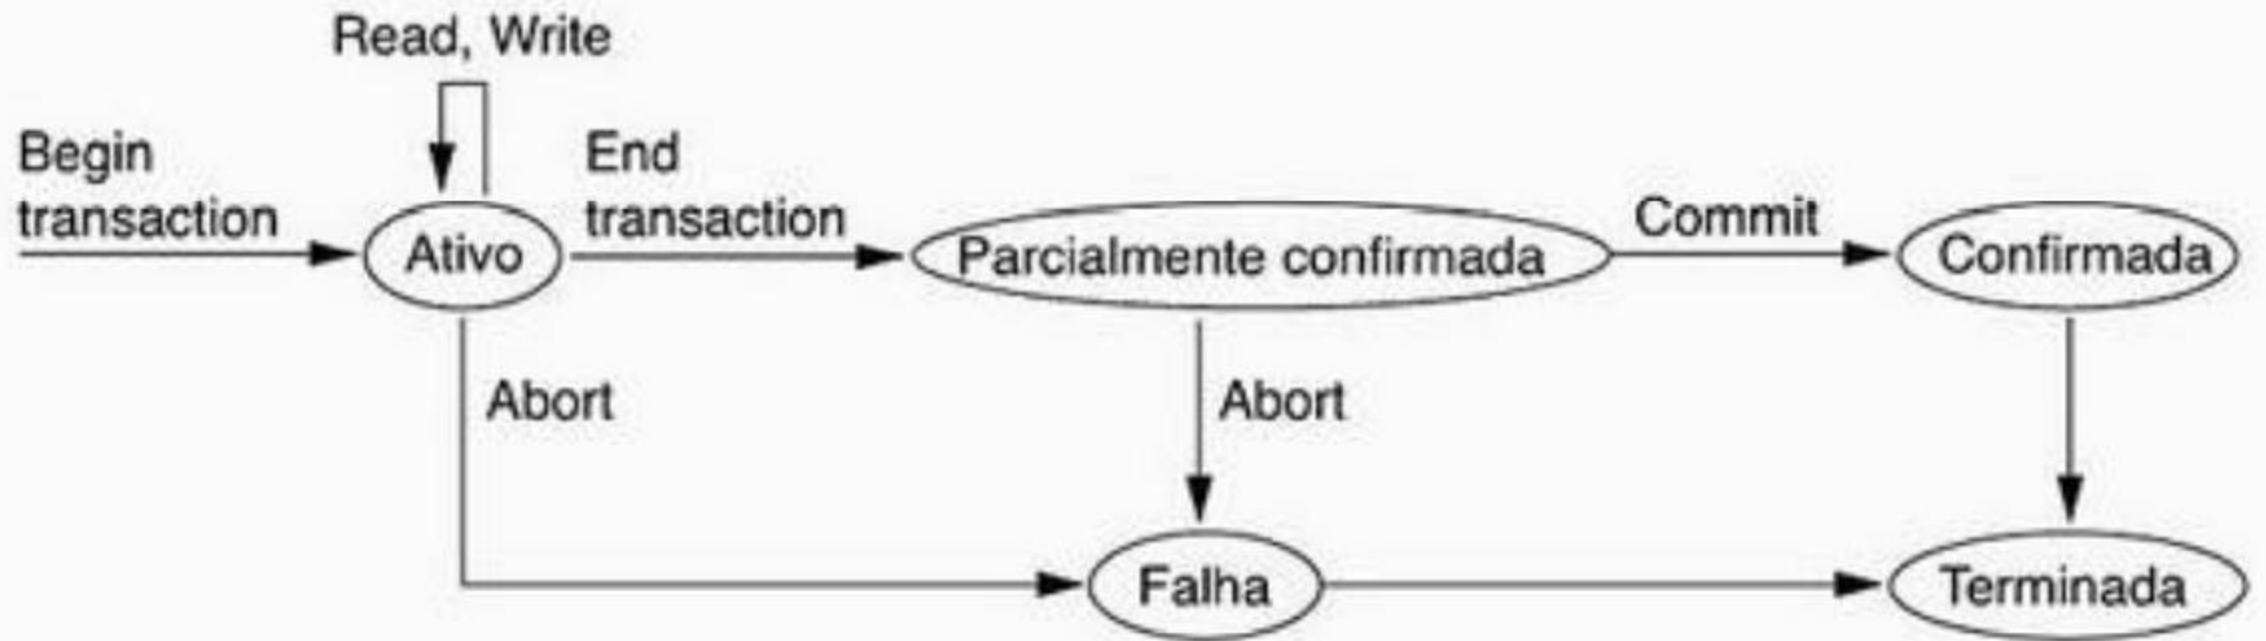 Read, Write
Begin
transaction
End
transaction
Ativo
Parcialmente confirmada
Commit
Confirmada
Abort
Abort
Falha
Terminada